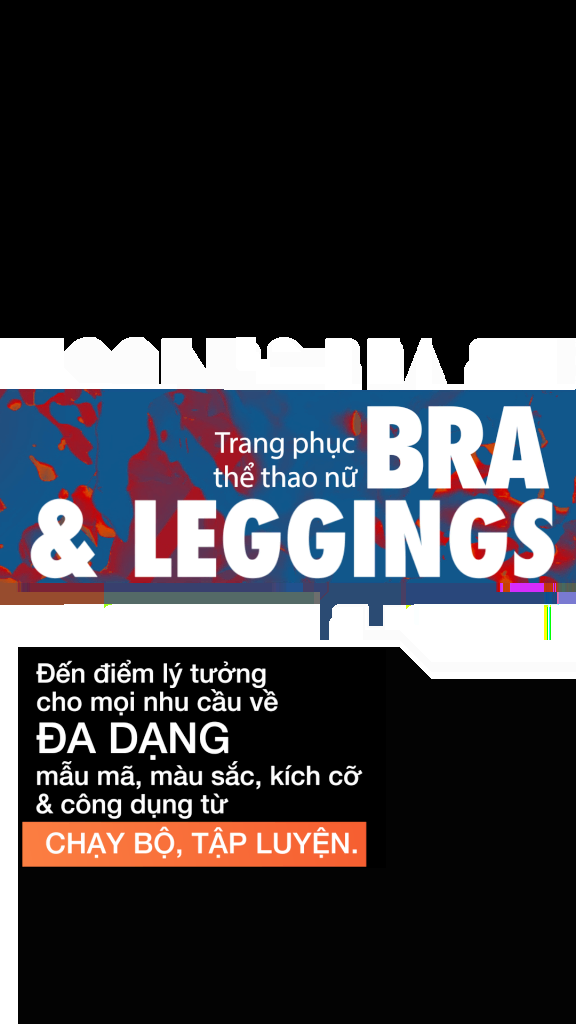 Trang phục
thể thao nữ
BRA
& LEGGINGS
Đến điểm lý tưởng
cho mọi nhu cầu về
ĐA DẠNG
mẫu mã, màu sắc, kích cỡ
& công dụng từ
CHẠY BỘ, TẬP LUYỆN.